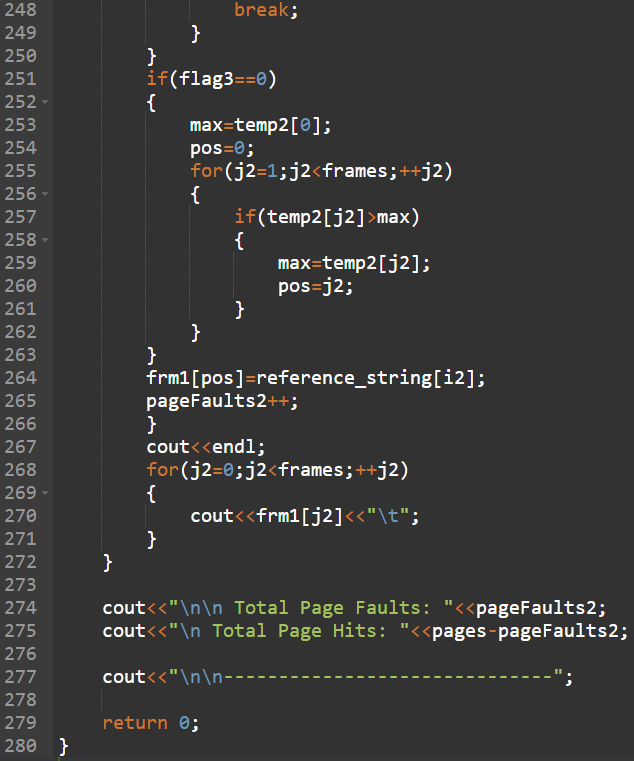 248 break;
249 }
250 }
251 if(flag3==0)
252 {
253 max=temp2[0];
254 pos=0;
255 for(j2=1;j2<frames;++j2)
256 {
257 if(temp2[j2]>max)
258 {
259 max=temp2[j2];
260 pos=j2;
261 }
262 }
263 }
264 frm1[pos]=reference_string[i2];
265 pageFaults2++;
266 }
267 cout<<endl;
268 for(j2=0;j2<frames;++j2)
269 {
270 cout<<frm1[j2]<<"\t";
271 }
272 }
273
274 cout<<"\n\n Total Page Faults: "<<pageFaults2;
275 cout<<"\n Total Page Hits: "<<pages-pageFaults2;
276
277 cout<<"\n\n------------------------------";
278
279 return 0;
280 }